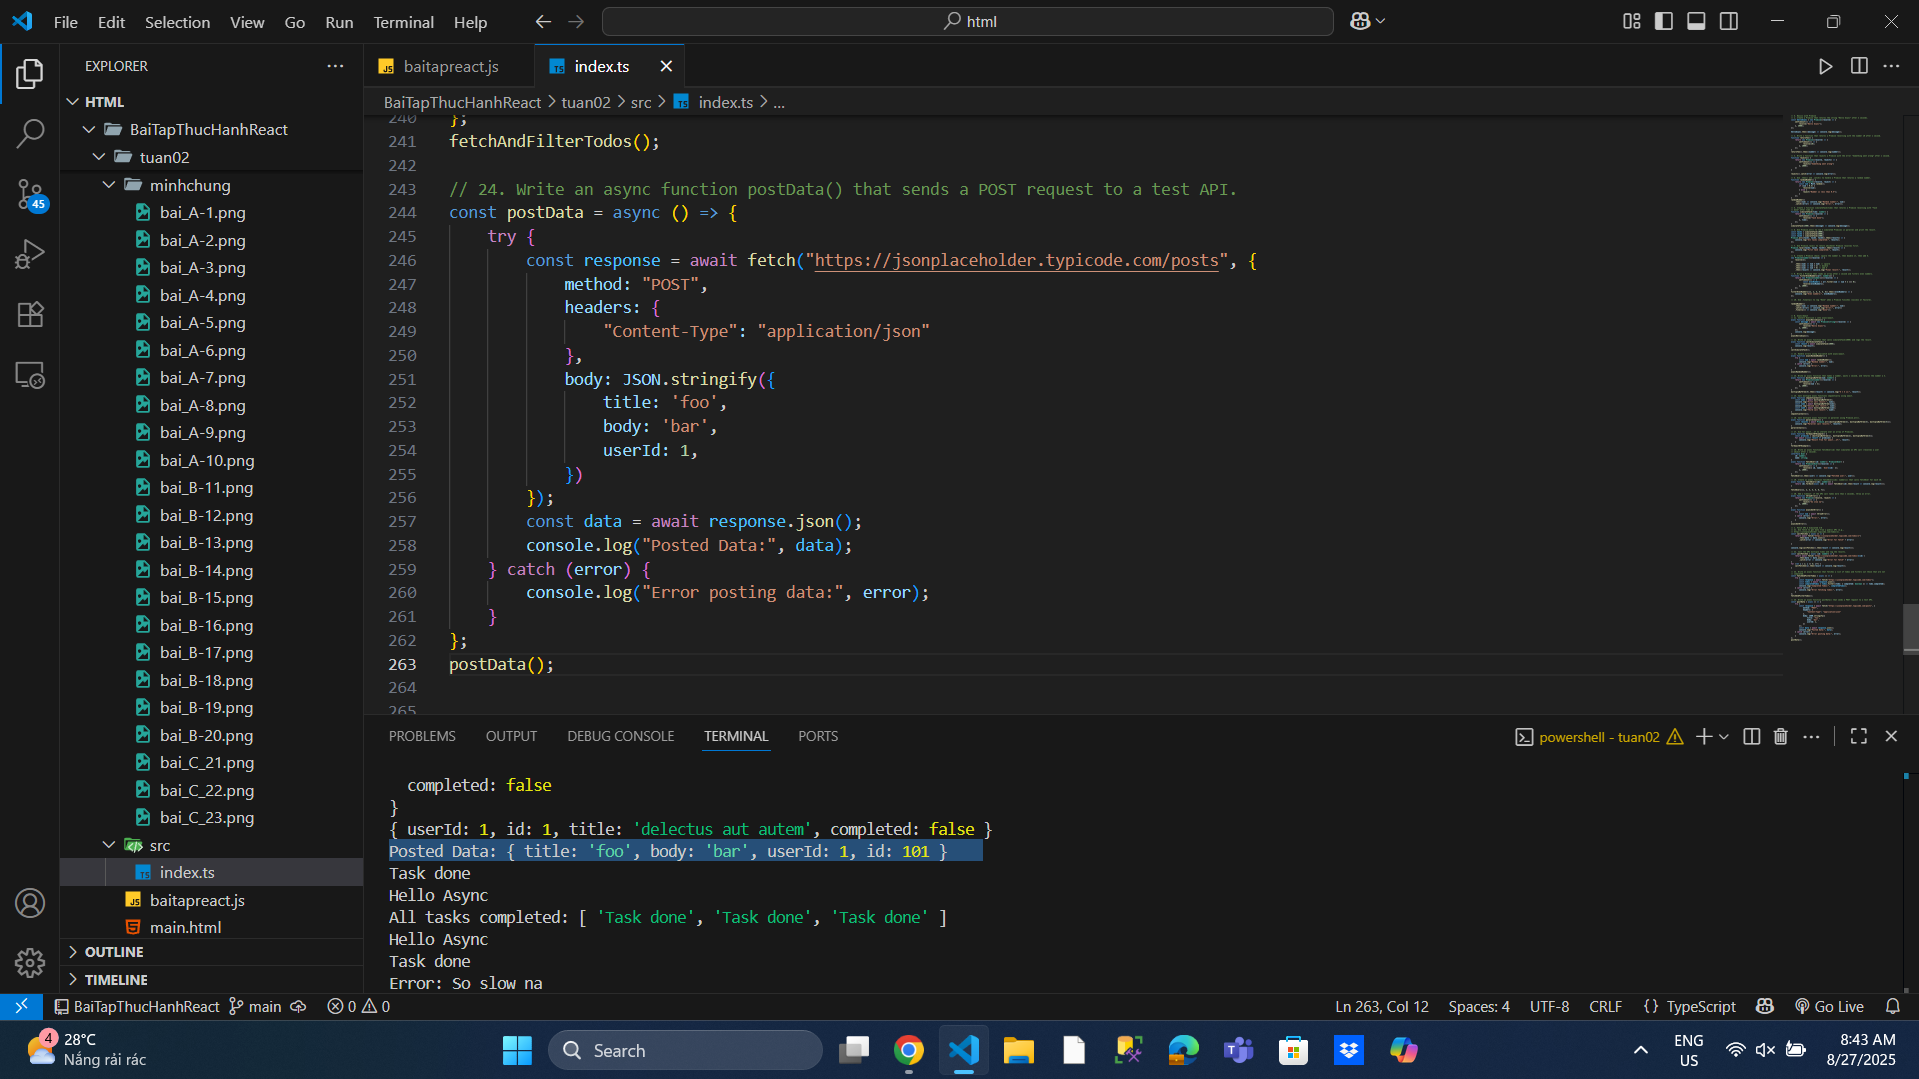 File Edit Selection View Go Run Terminal Help
html
EXPLORER
HTML
BaiTapThucHanhReact
tuan02
minhchung
bai_A-1.png
bai_A-2.png
bai_A-3.png
bai_A-4.png
bai_A-5.png
bai_A-6.png
bai_A-7.png
bai_A-8.png
bai_A-9.png
bai_A-10.png
bai_B-11.png
bai_B-12.png
bai_B-13.png
bai_B-14.png
bai_B-15.png
bai_B-16.png
bai_B-17.png
bai_B-18.png
bai_B-19.png
bai_B-20.png
bai_C_21.png
bai_C_22.png
bai_C_23.png
src
TS index.ts
JS baitapreact.js
main.html
OUTLINE
TIMELINE
45
JS baitapreact.js
TS index.ts
BaiTapThucHanhReact > tuan02 > src > TS index.ts > ...
240 };
241 fetchAndFilterTodos();
242
243 // 24. Write an async function postData() that sends a POST request to a test API.
244 const postData = async () => {
245 try {
246 const response = await fetch("https://jsonplaceholder.typicode.com/posts", {
247 method: "POST",
248 headers: {
249 "Content-Type": "application/json"
250 },
251 body: JSON.stringify({
252 title: 'foo',
253 body: 'bar',
254 userId: 1,
255 })
256 });
257 const data = await response.json();
258 console.log("Posted Data:", data);
259 } catch (error) {
260 console.log("Error posting data:", error);
261 }
262 };
263 postData();
264
265
PROBLEMS OUTPUT DEBUG CONSOLE TERMINAL PORTS
powershell - tuan02
completed: false
}
{ userId: 1, id: 1, title: 'delectus aut autem', completed: false }
Posted Data: { title: 'foo', body: 'bar', userId: 1, id: 101 }
Task done
Hello Async
All tasks completed: [ 'Task done', 'Task done', 'Task done' ]
Hello Async
Task done
Error: So slow na
BaiTapThucHanhReact main 0 0
Ln 263, Col 12 Spaces: 4 UTF-8 CRLF {} TypeScript Go Live
4
28°C
Nắng rải rác
Search
ENG
US
8:43 AM
8/27/2025